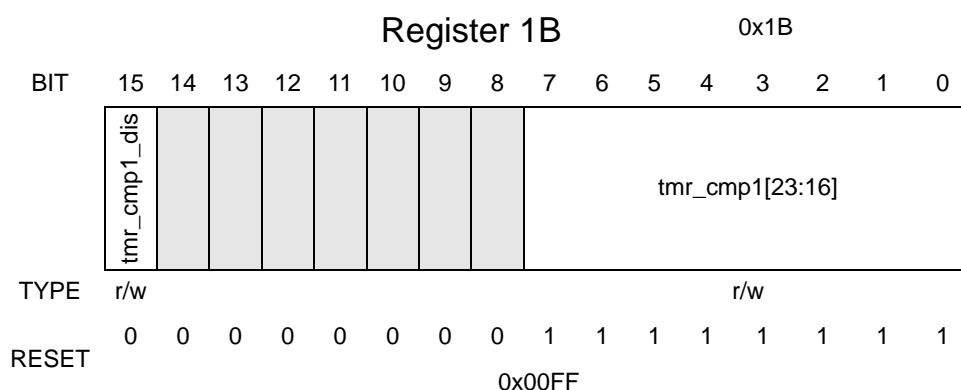 Register 1B 0x1B
BIT 15 14 13 12 11 10 9 8 7 6 5 4 3 2 1 0
tmr_cmp1_dis
tmr_cmp1[23:16]
TYPE r/w r/w
RESET 0 0 0 0 0 0 0 0 1 1 1 1 1 1 1 1
0x00FF